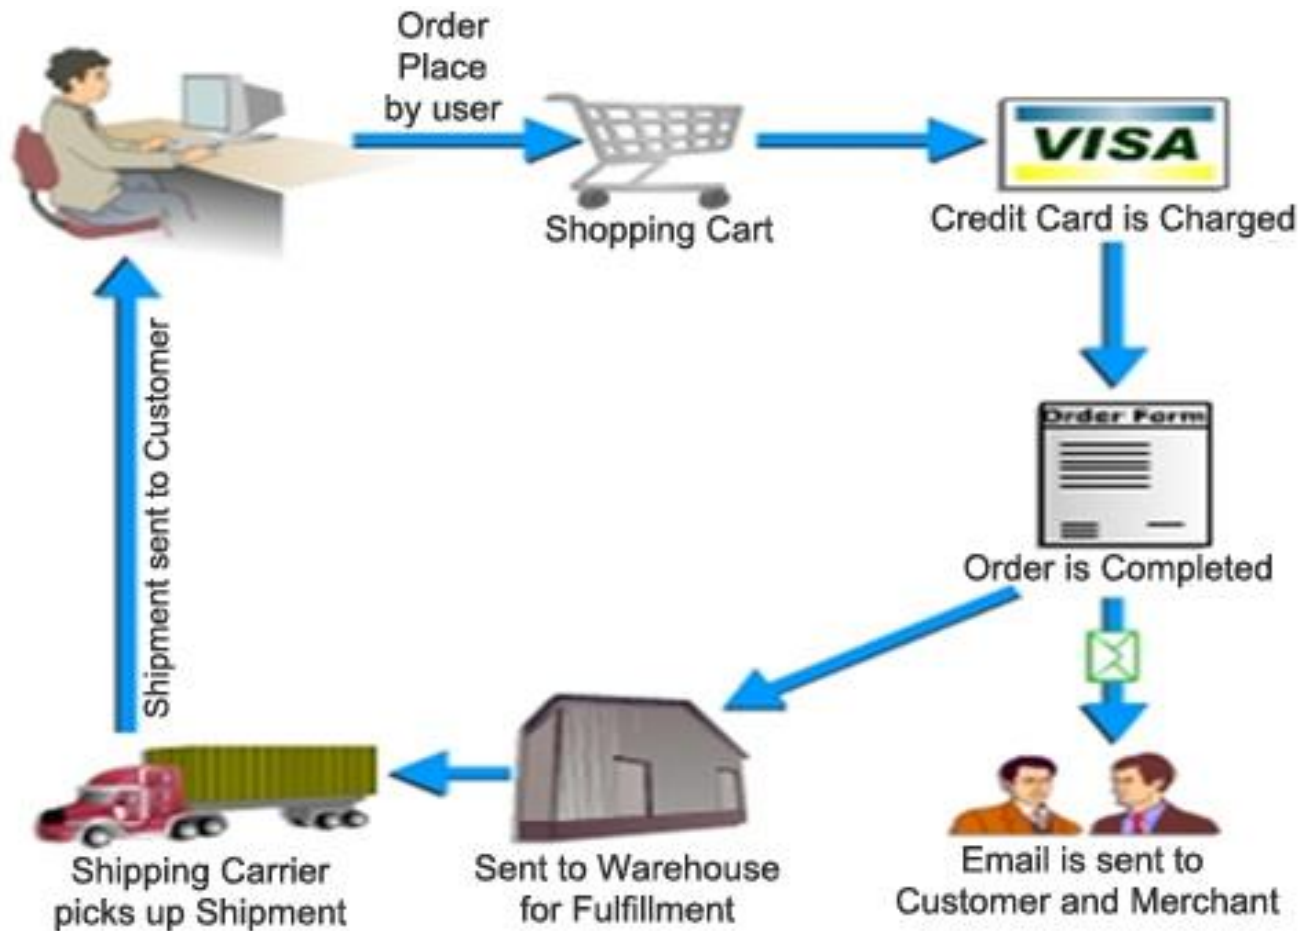 Order
Place
by user
Shopping Cart
VISA
Credit Card is Charged
Order Form
Order is Completed
Email is sent to
Customer and Merchant
Sent to Warehouse
for Fulfillment
Shipping Carrier
picks up Shipment
Shipment sent to Customer